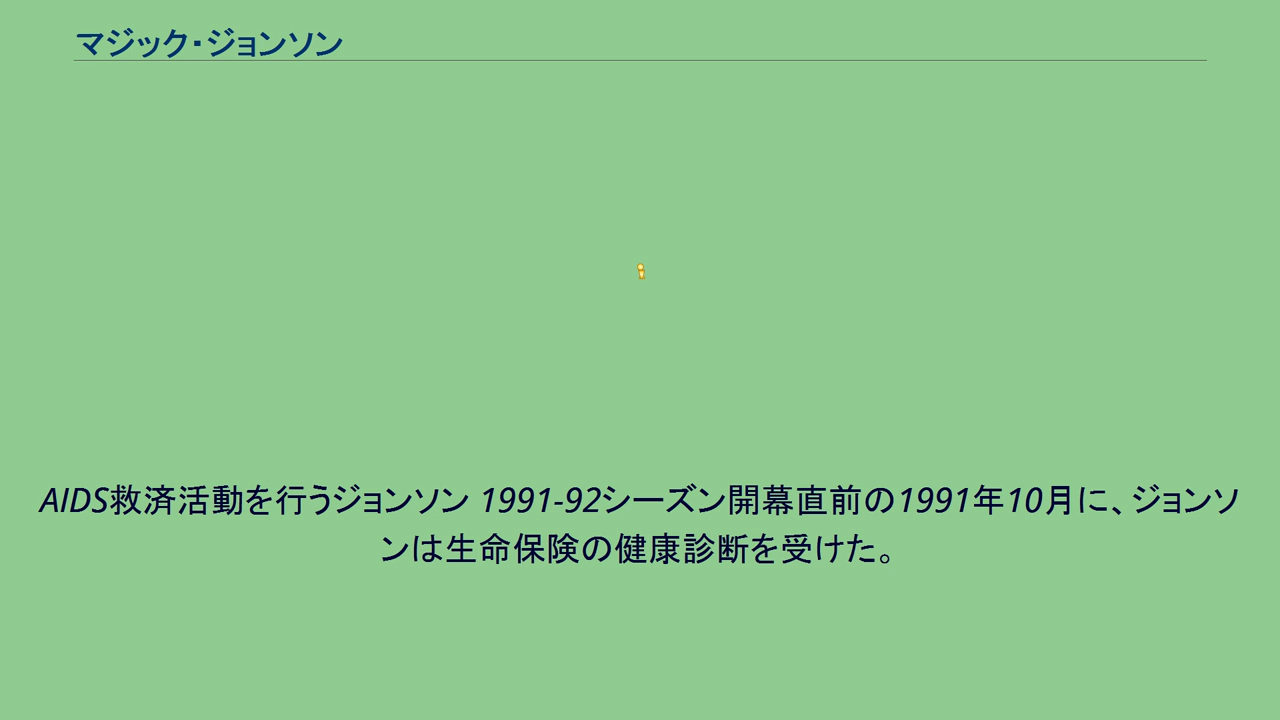 マジック・ジョンソン
AIDS救済活動を行うジョンソン 1991-92シーズン開幕直前の1991年10月に、ジョンソ
ンは生命保険の健康診断を受けた。